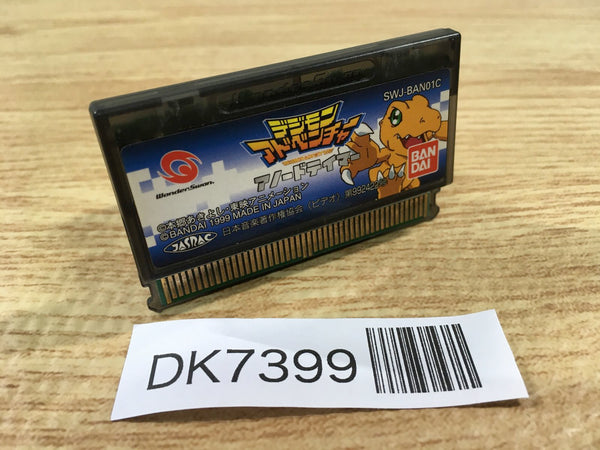 SWJ-BAN01C
デジモン
アドベンチャー
アノードテイマー
WonderSwan
BAN
DAI
©本郷あきよし・東映アニメーション
©BANDAI 1999 MADE IN JAPAN
JASRAC
日本音楽著作権協会(ビデオ)
DK7399